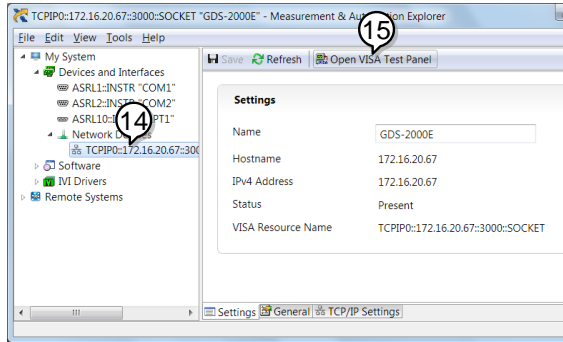 TCPIP0::172.16.20.67::3000::SOCKET "GDS-2000E" - Measurement & Explorer
15
File Edit View Tools Help
My System
Save Refresh Open VISA Test Panel
Devices and Interfaces
ASRL1::INSTR "COM1"
ASRL2::INSTR "COM2"
14
Network
TCPIP0::172.16.20.67::300
Software
IVI Drivers
Remote Systems
Settings
Name GDS-2000E
Hostname 172.16.20.67
IPv4 Address 172.16.20.67
Status Present
VISA Resource Name TCPIP0::172.16.20.67::3000::SOCKET
Settings General TCP/IP Settings